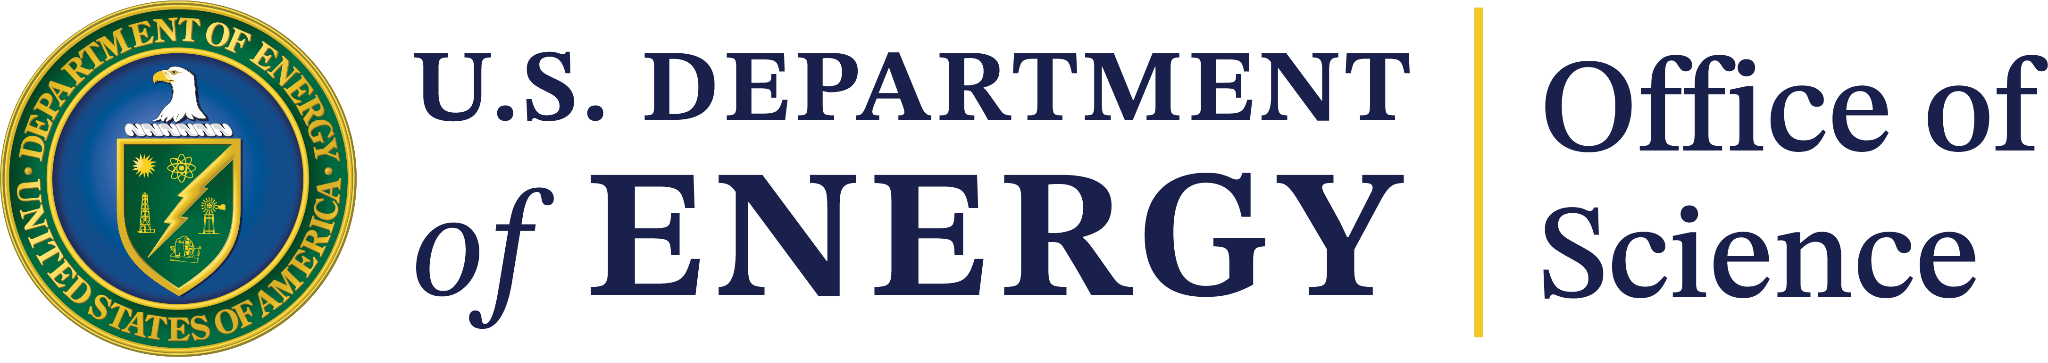 DEPARTMENT OF ENERGY
UNITED STATES OF AMERICA
U.S. DEPARTMENT
of ENERGY
Office of
Science